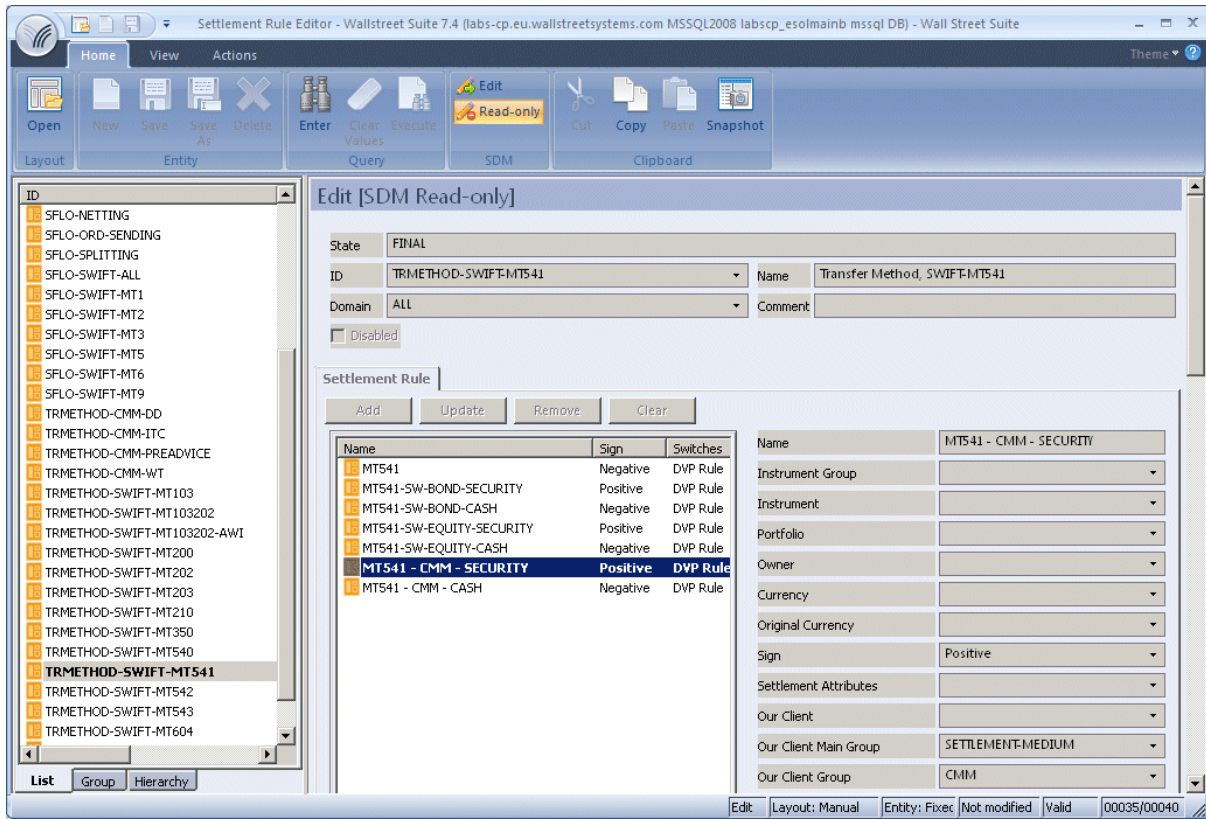 Settlement Rule Editor - Wallstreet Suite 7.4 (labs-cp.eu.wallstreetsystems.com MSSQL2008 labscp_esolmainb mssql DB) - Wall Street Suite
Home View Actions Theme
Open New Save Save As Delete Enter Clear Values Execute Edit Read-only Cut Copy Paste Snapshot
Layout Entity Query SDM Clipboard
ID
SFLO-NETTING
SFLO-ORD-SENDING
SFLO-SPLITTING
SFLO-SWIFT-ALL
SFLO-SWIFT-MT1
SFLO-SWIFT-MT2
SFLO-SWIFT-MT3
SFLO-SWIFT-MT5
SFLO-SWIFT-MT6
SFLO-SWIFT-MT9
TRMETHOD-CMM-DD
TRMETHOD-CMM-ITC
TRMETHOD-CMM-PREADVICE
TRMETHOD-CMM-WT
TRMETHOD-SWIFT-MT103
TRMETHOD-SWIFT-MT103202
TRMETHOD-SWIFT-MT103202-AWI
TRMETHOD-SWIFT-MT200
TRMETHOD-SWIFT-MT202
TRMETHOD-SWIFT-MT203
TRMETHOD-SWIFT-MT210
TRMETHOD-SWIFT-MT350
TRMETHOD-SWIFT-MT540
TRMETHOD-SWIFT-MT541
TRMETHOD-SWIFT-MT542
TRMETHOD-SWIFT-MT543
TRMETHOD-SWIFT-MT604
List Group Hierarchy
Edit [SDM Read-only]
State FINAL
ID TRMETHOD-SWIFT-MT541 Name Transfer Method, SWIFT-MT541
Domain ALL Comment
Disabled
Settlement Rule
Add Update Remove Clear
Name Sign Switches
MT541 Negative DVP Rule
MT541-SW-BOND-SECURITY Positive DVP Rule
MT541-SW-BOND-CASH Negative DVP Rule
MT541-SW-EQUITY-SECURITY Positive DVP Rule
MT541-SW-EQUITY-CASH Negative DVP Rule
MT541 - CMM - SECURITY Positive DVP Rule
MT541 - CMM - CASH Negative DVP Rule
Name MT541 - CMM - SECURITY
Instrument Group
Instrument
Portfolio
Owner
Currency
Original Currency
Sign Positive
Settlement Attributes
Our Client
Our Client Main Group SETTLEMENT-MEDIUM
Our Client Group CMM
Edit Layout: Manual Entity: Fixed Not modified Valid 00035/00040